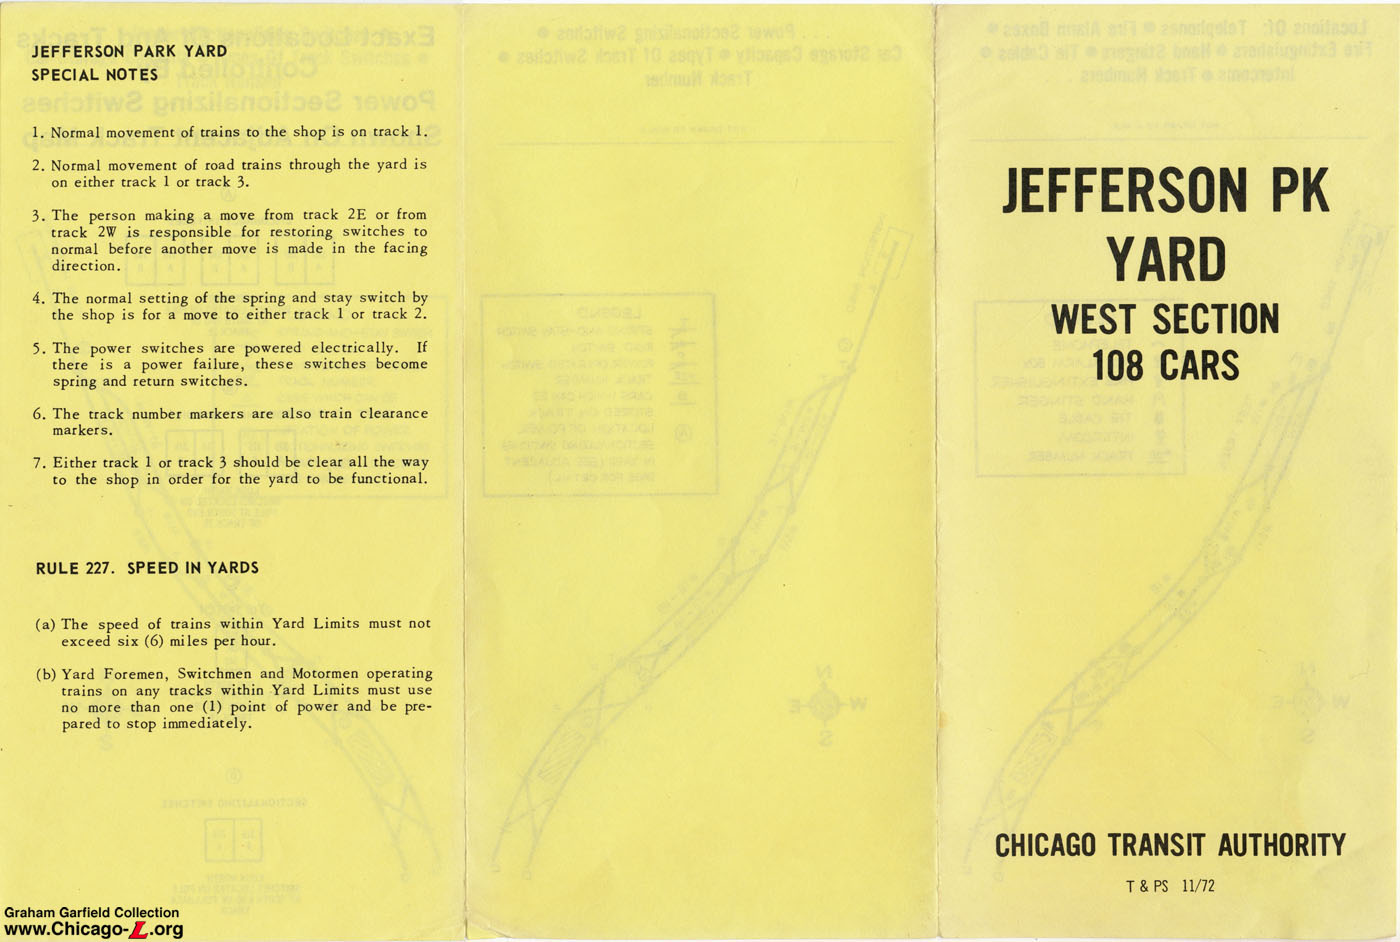 JEFFERSON PARK YARD
SPECIAL NOTES
1. Normal movement of trains to the shop is on track 1.
2. Normal movement of road trains through the yard is
on either track 1 or track 3.
3. The person making a move from track 2E or from
track 2W is responsible for restoring switches to
normal before another move is made in the facing
direction.
4. The normal setting of the spring and stay switch by
the shop is for a move to either track 1 or track 2.
5. The power switches are powered electrically. If
there is a power failure, these switches become
spring and return switches.
6. The track number markers are also train clearance
markers.
7. Either track 1 or track 3 should be clear all the way
to the shop in order for the yard to be functional.
RULE 227. SPEED IN YARDS
(a) The speed of trains within Yard Limits must not
exceed six (6) miles per hour.
(b) Yard Foremen, Switchmen and Motormen operating
trains on any tracks within Yard Limits must use
no more than one (1) point of power and be pre-
pared to stop immediately.
JEFFERSON PK
YARD
WEST SECTION
108 CARS
CHICAGO TRANSIT AUTHORITY
T & PS 11/72
Graham Garfield Collection
www.Chicago-L.org